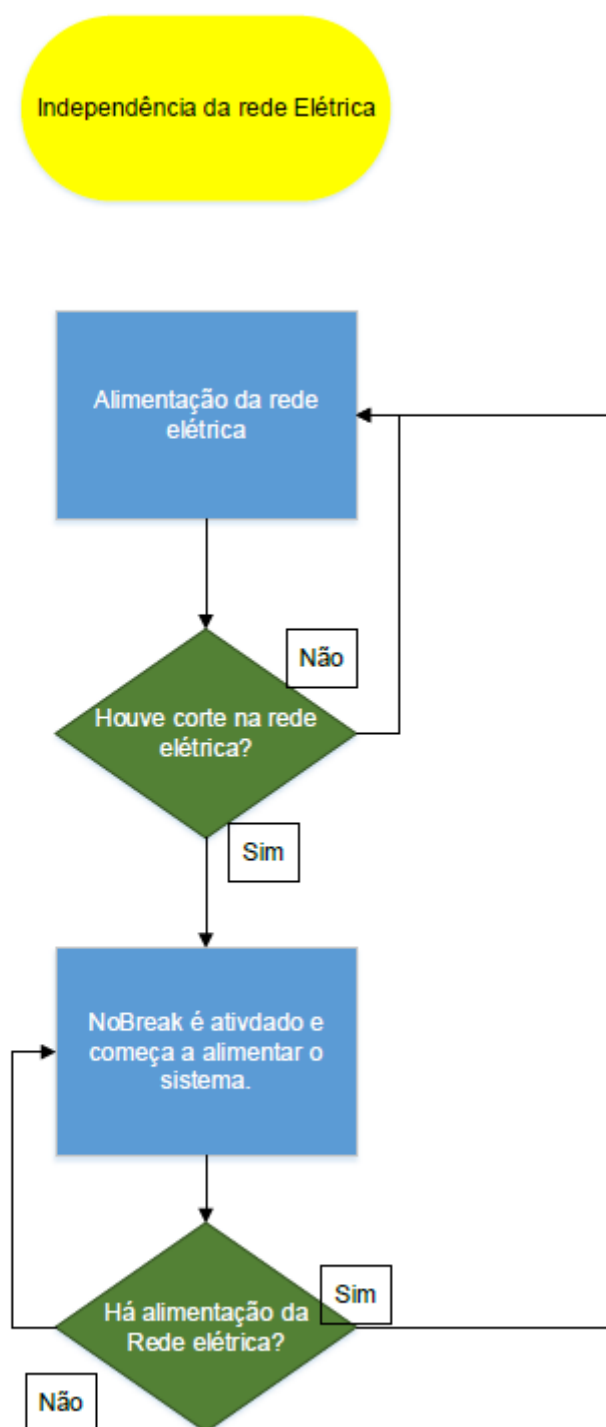 Independência da rede Elétrica
Alimentação da rede
elétrica
Não
Houve corte na rede
elétrica?
Sim
NoBreak é ativdado e
começa a alimentar o
sistema.
Sim
Há alimentação da
Rede elétrica?
Não